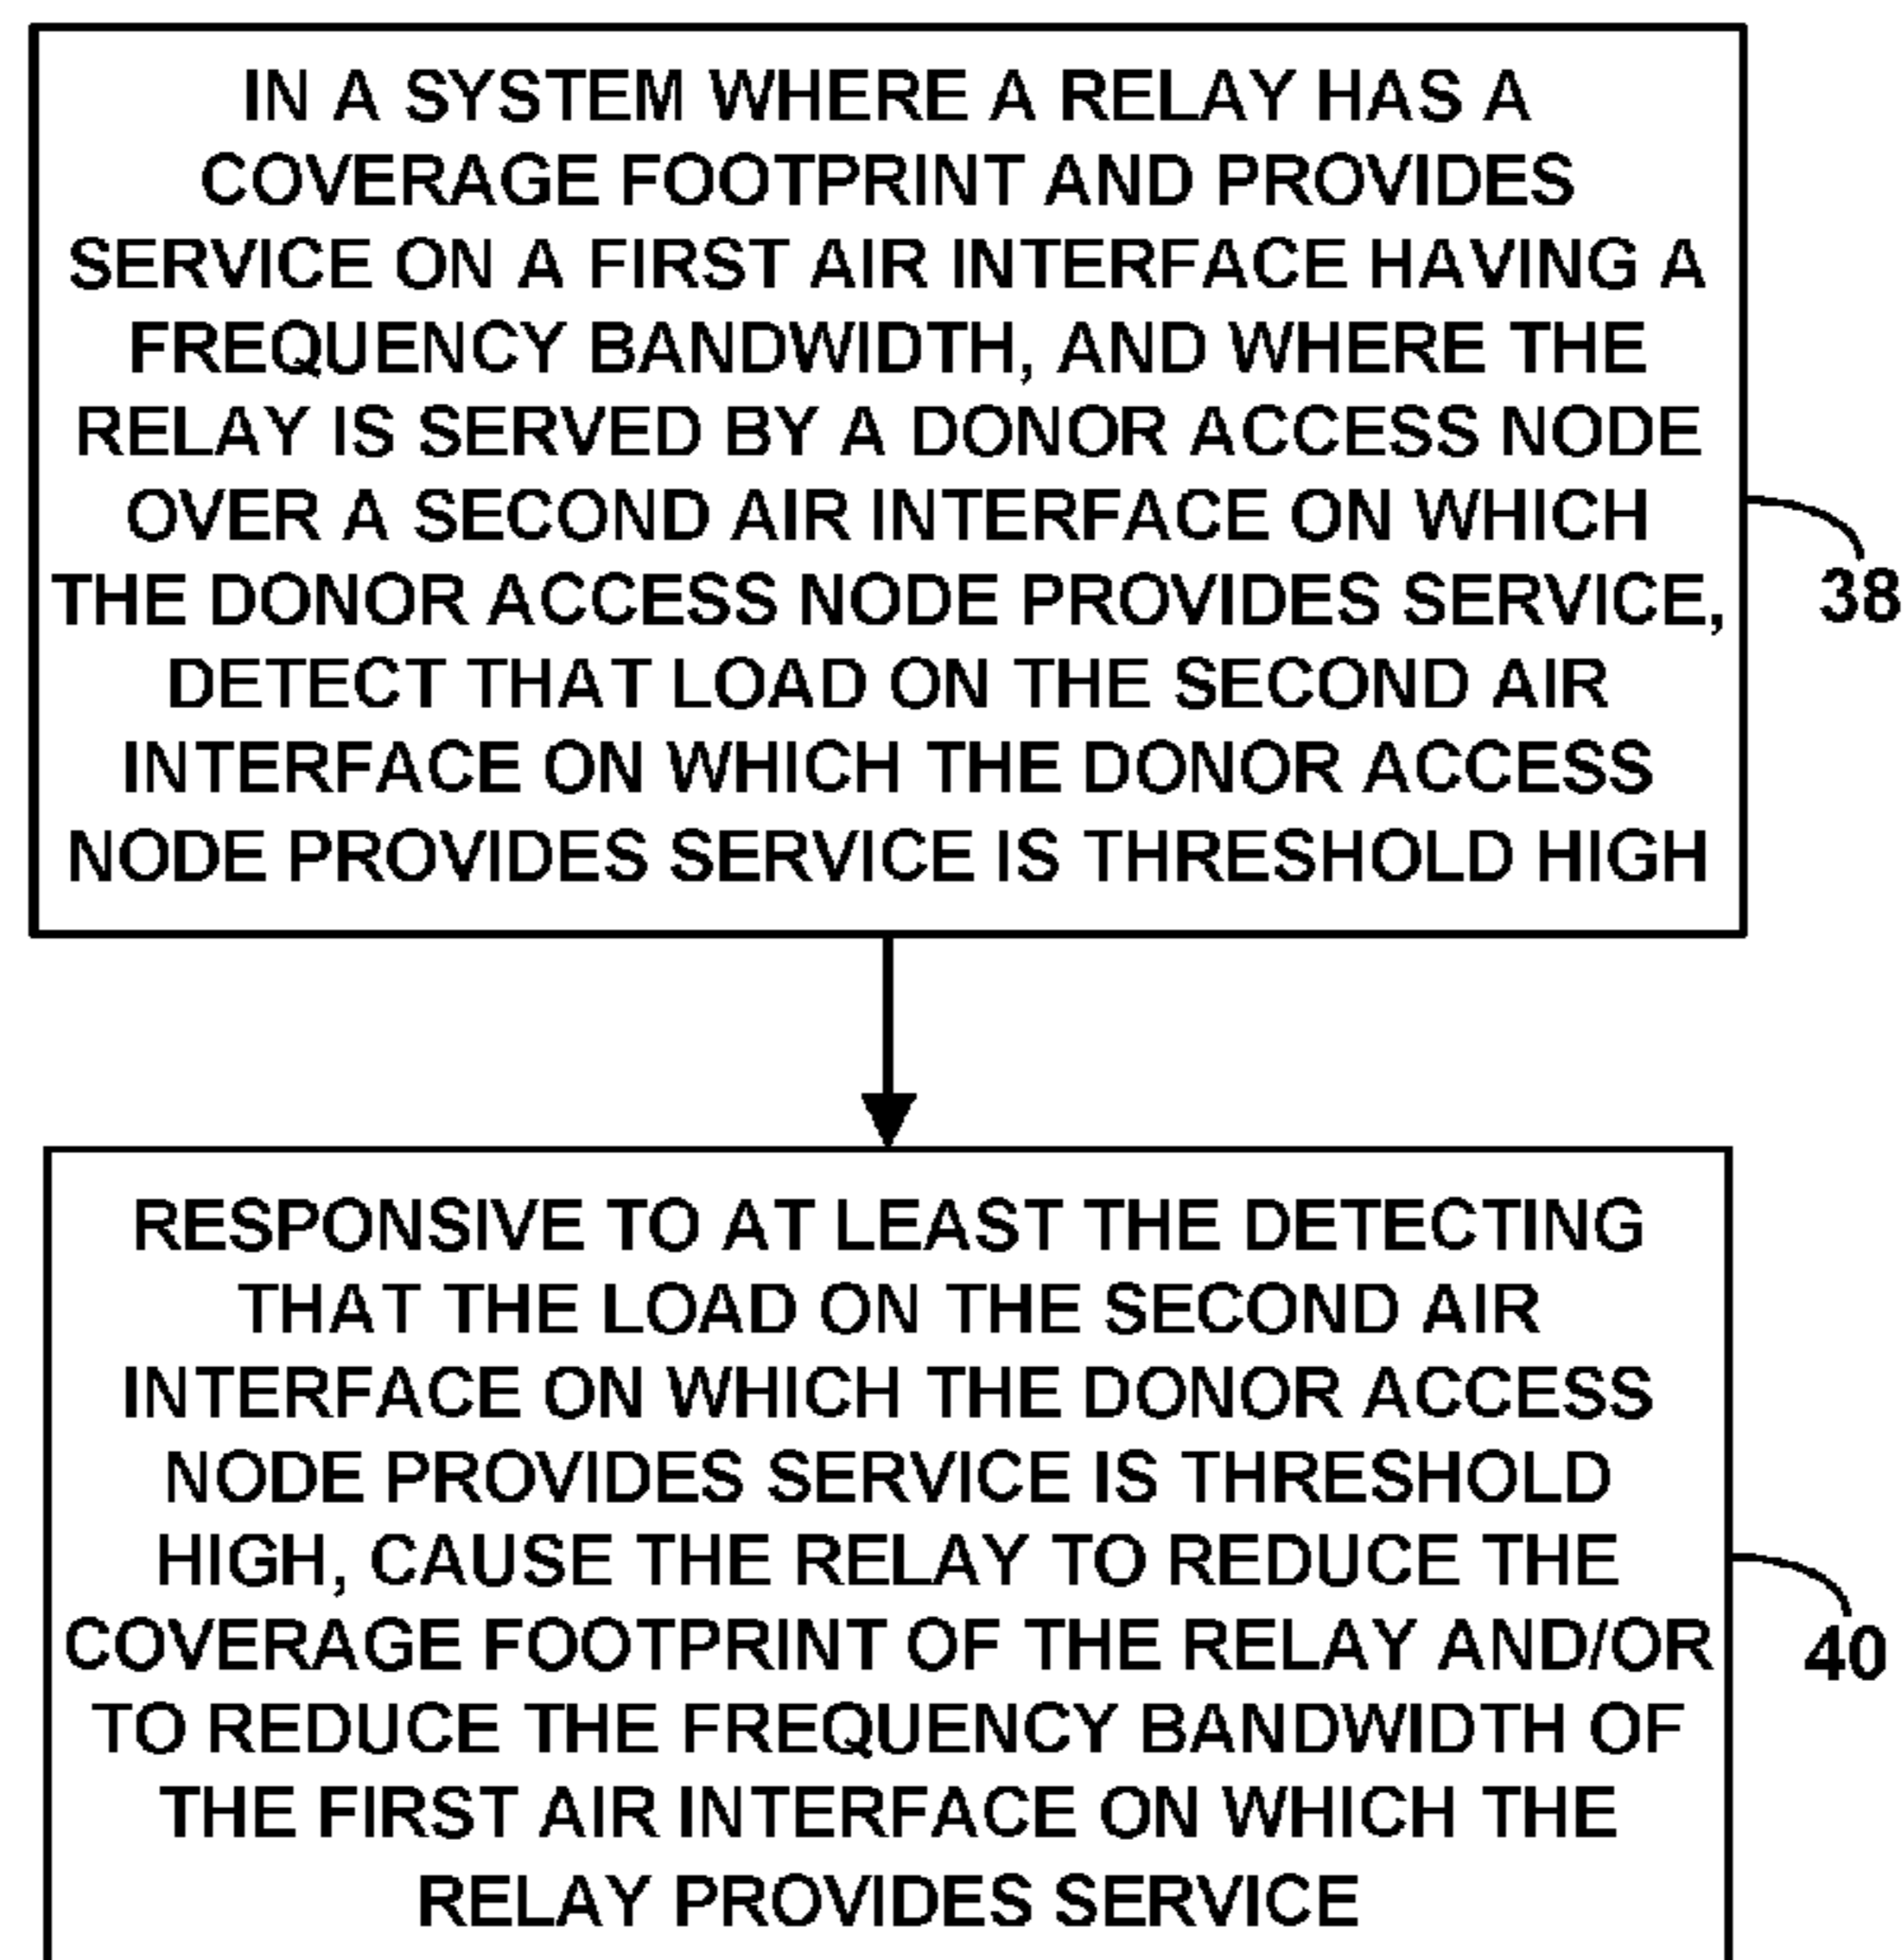 IN A SYSTEM WHERE A RELAY HAS A
COVERAGE FOOTPRINT AND PROVIDES
SERVICE ON A FIRST AIR INTERFACE HAVING A
FREQUENCY BANDWIDTH, AND WHERE THE
RELAY IS SERVED BY A DONOR ACCESS NODE
OVER A SECOND AIR INTERFACE ON WHICH
THE DONOR ACCESS NODE PROVIDES SERVICE,
DETECT THAT LOAD ON THE SECOND AIR
INTERFACE ON WHICH THE DONOR ACCESS
NODE PROVIDES SERVICE IS THRESHOLD HIGH
38
RESPONSIVE TO AT LEAST THE DETECTING
THAT THE LOAD ON THE SECOND AIR
INTERFACE ON WHICH THE DONOR ACCESS
NODE PROVIDES SERVICE IS THRESHOLD
HIGH, CAUSE THE RELAY TO REDUCE THE
COVERAGE FOOTPRINT OF THE RELAY AND/OR
TO REDUCE THE FREQUENCY BANDWIDTH OF
THE FIRST AIR INTERFACE ON WHICH THE
RELAY PROVIDES SERVICE
40